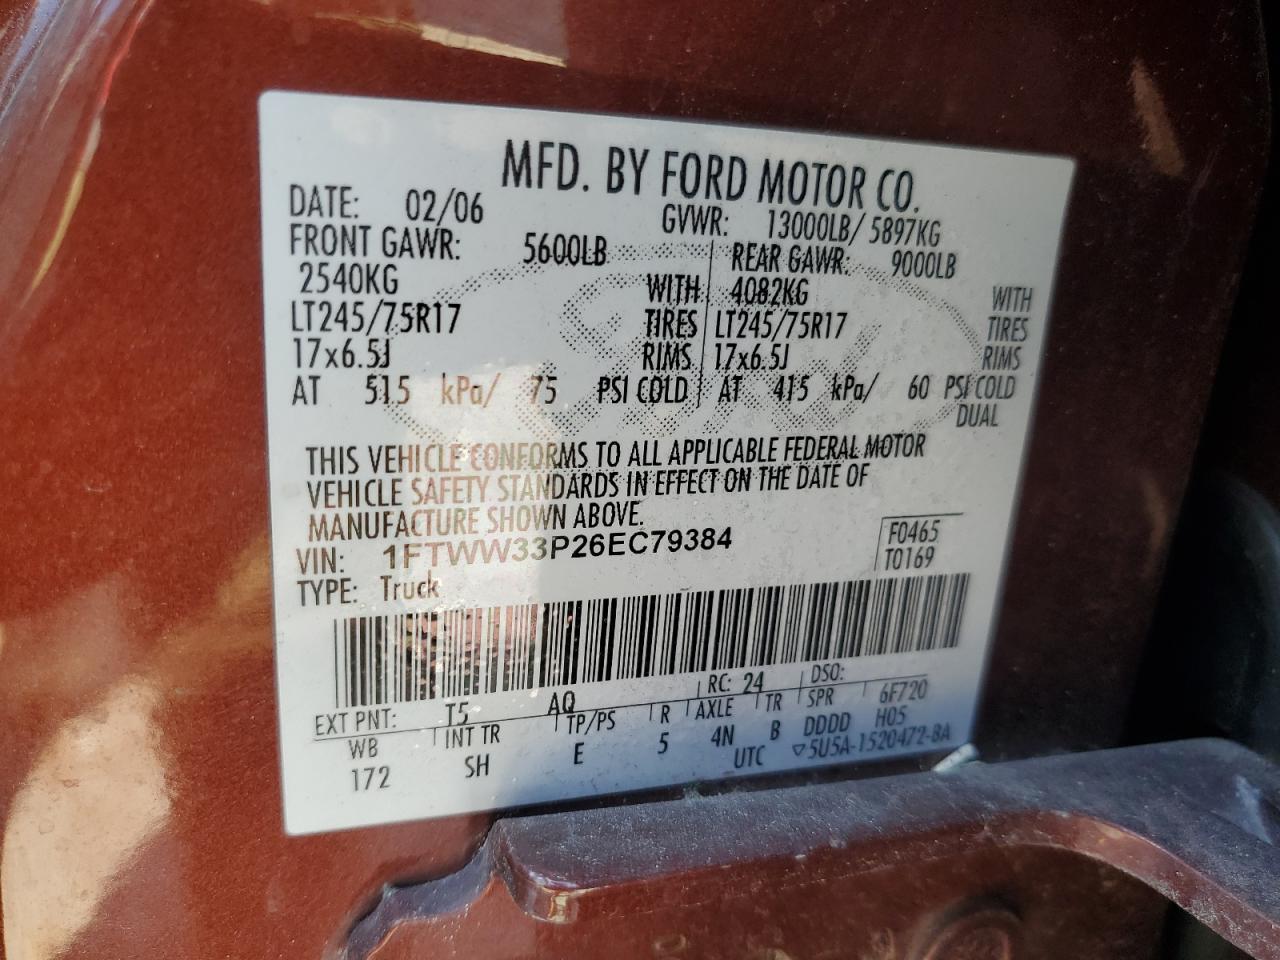 MFD. BY FORD MOTOR CO.
DATE: 02/06 GVWR: 13000LB/ 5897KG
FRONT GAWR: 5600LB REAR GAWR: 9000LB
2540KG WITH 4082KG WITH
LT245/75R17 TIRES LT245/75R17 TIRES
17x6.5J RIMS 17x6.5J RIMS
AT 515 kPa/ 75 PSI COLD AT 415 kPa/ 60 PSI COLD
DUAL
THIS VEHICLE CONFORMS TO ALL APPLICABLE FEDERAL MOTOR
VEHICLE SAFETY STANDARDS IN EFFECT ON THE DATE OF
MANUFACTURE SHOWN ABOVE.
VIN: 1FTWW33P26EC79384 F0465
TYPE: Truck T0169
EXT PNT: T5 AQ RC: 24 DSO:
WB INT TR TP/PS R AXLE TR SPR 6F720
172 SH E 5 4N B DDDD H05
UTC ▽5U5A-1520472-BA